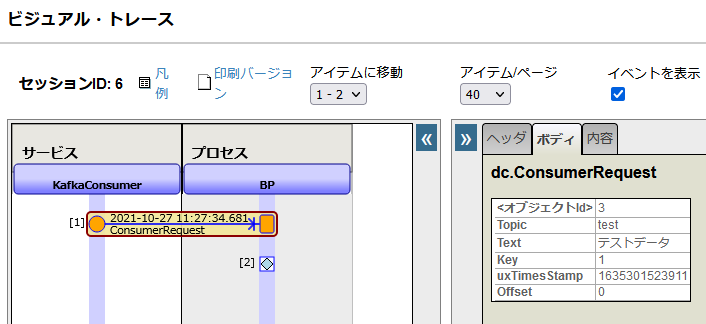 ビジュアル・トレース
セッションID: 6
凡例
印刷バージョン
アイテムに移動
1 - 2
アイテム/ページ
40
イベントを表示
サービス
プロセス
KafkaConsumer
BP
[1]
2021-10-27 11:27:34.681
ConsumerRequest
[2]
«
»
ヘッダ
ボディ
内容
dc.ConsumerRequest
<オブジェクトId> 3
Topic test
Text テストデータ
Key 1
uxTimesStamp 1635301523911
Offset 0